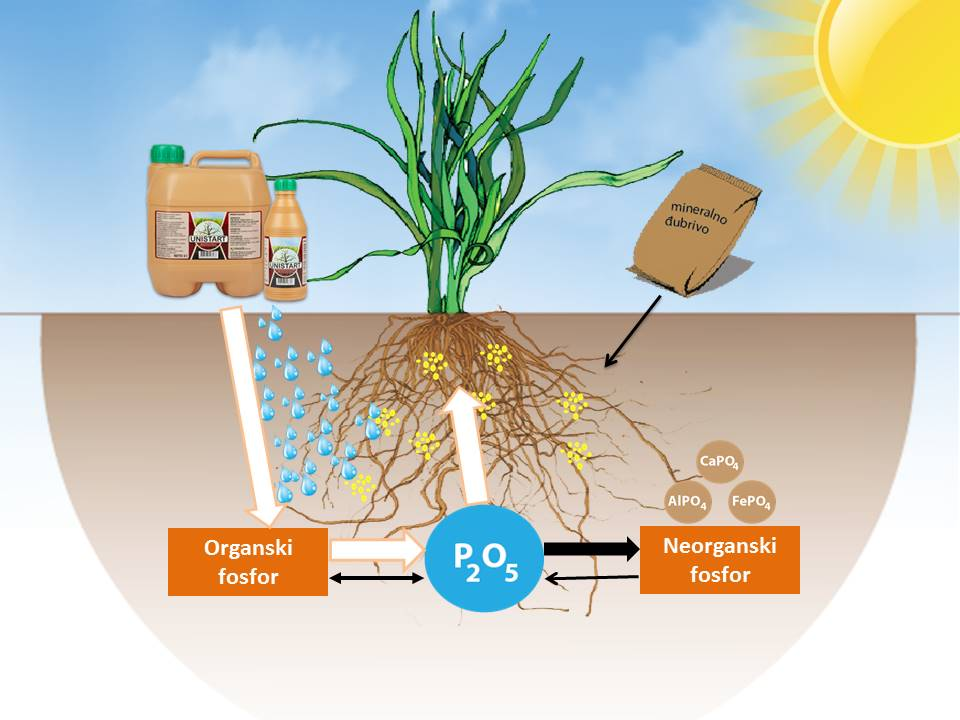 UNISTART
UNISTART
mineralno
đubrivo
CaPO4
AlPO4
FePO4
Organski
fosfor
P2O5
Neorganski
fosfor